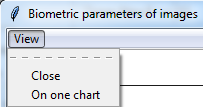 Biometric parameters of images
View
Close
On one chart